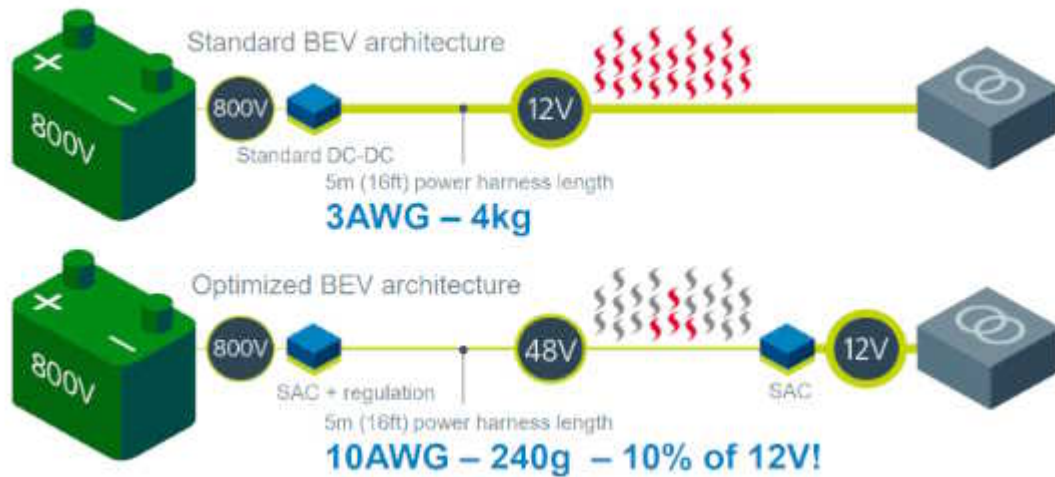 Standard BEV architecture
800V
800V
12V
Standard DC-DC
5m (16ft) power harness length
3AWG – 4kg
Optimized BEV architecture
800V
800V
48V
12V
SAC + regulation
SAC
5m (16ft) power harness length
10AWG – 240g – 10% of 12V!